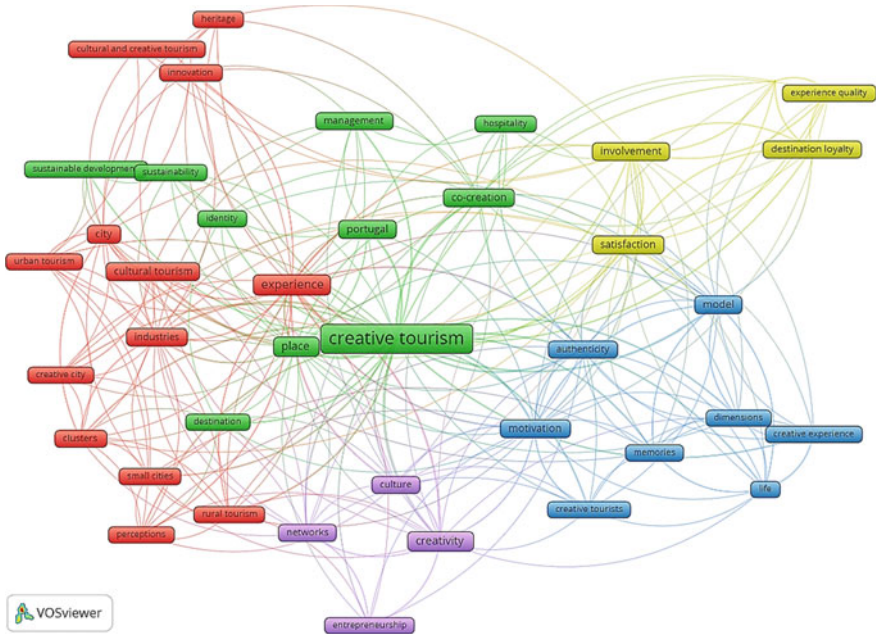 heritage
cultural and creative tourism
innovation
experience quality
management
hospitality
involvement
destination loyalty
sustainable development
sustainability
co-creation
identity
portugal
city
satisfaction
urban tourism
cultural tourism
experience
model
industries
creative tourism
place
authenticity
creative city
destination
dimensions
motivation
creative experience
clusters
memories
small cities
culture
life
rural tourism
creative tourists
perceptions
networks
creativity
VOSviewer
entrepreneurship